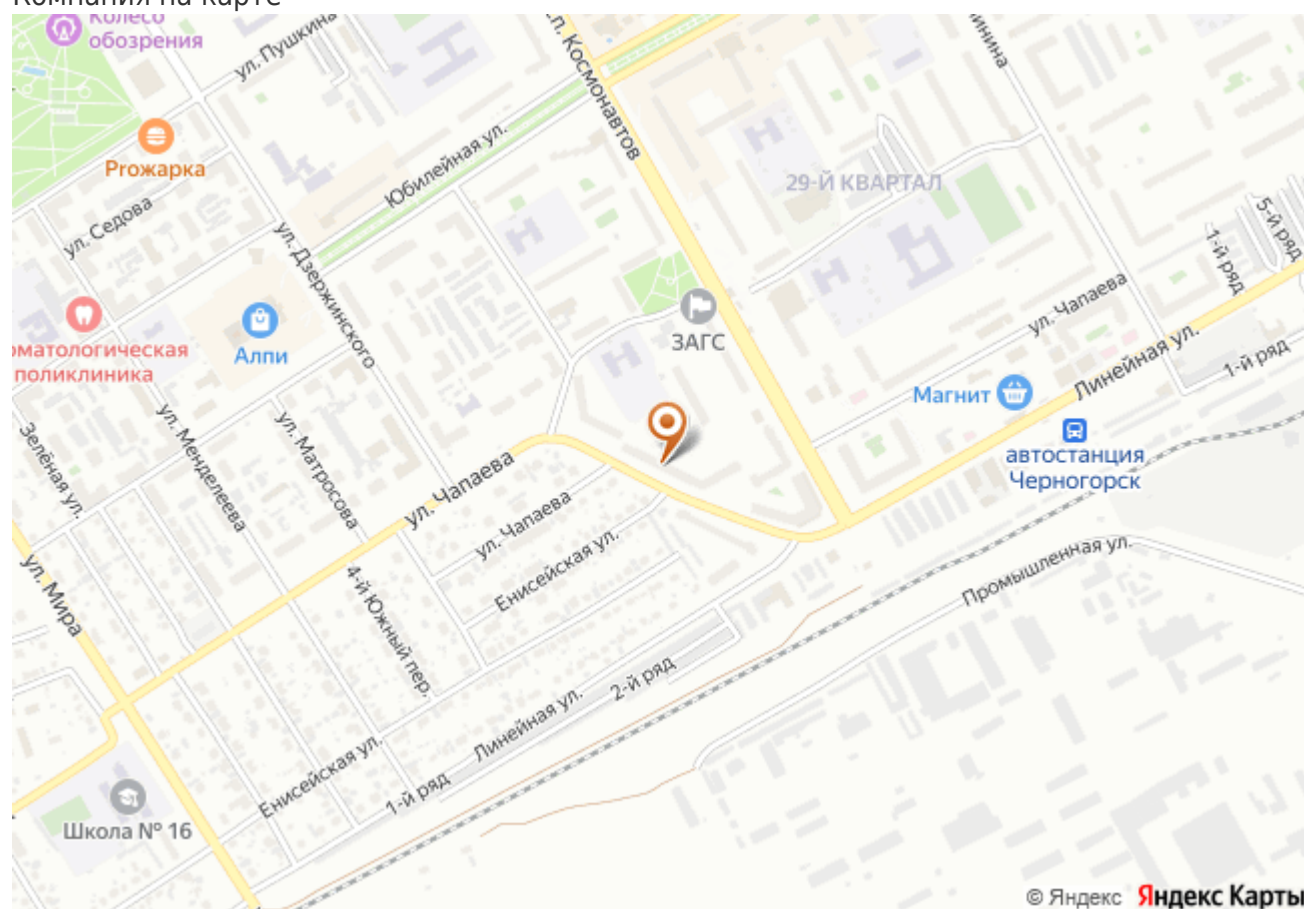 Компания на карте
Колесо
обозрения
ул. Пушкина
п. Космонавтов
Prожарка
Юбилейная ул.
29-Й КВАРТАЛ
ул. Седова
ул. Дзержинского
5-й ряд
1-й ряд
ул. Чапаева
ЗАГС
Алпи
оматологическая
поликлиника
Линейная ул.
1-й ряд
Магнит
автостанция
Черногорск
Зелёная ул.
ул. Менделеева
ул. Матросова
ул. Чапаева
ул. Чапаева
Енисейская ул.
Промышленная ул.
ул. Мира
4-й Южный пер.
2-й ряд
Линейная ул.
Енисейская ул.
1-й ряд
Школа № 16
© Яндекс Яндекс Карты